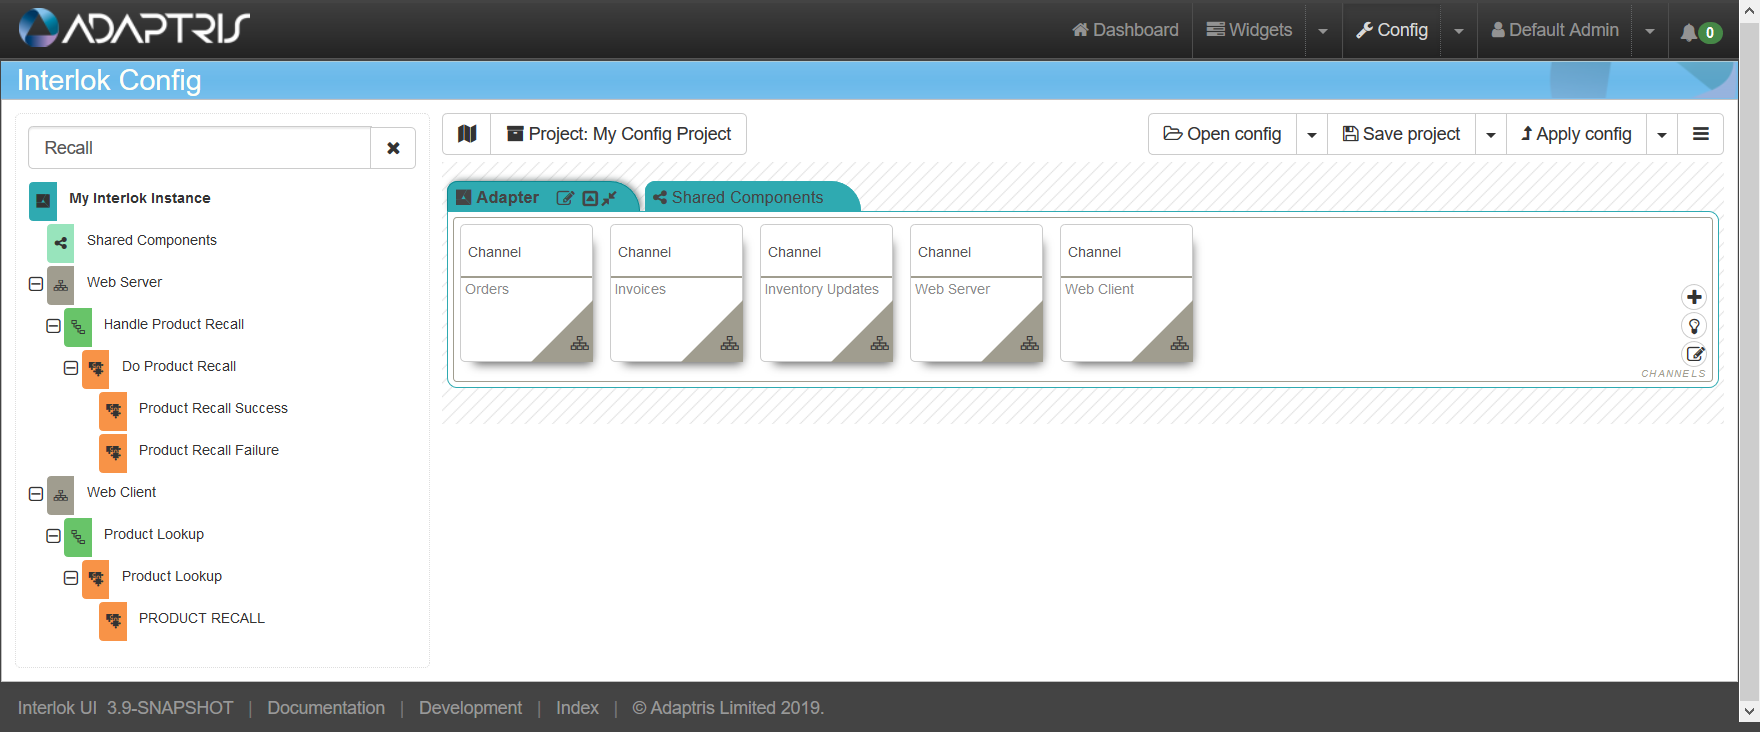 ADAPTRIS
Dashboard
Widgets
Config
Default Admin
0
Interlok Config
Recall
My Interlok Instance
Shared Components
Web Server
Handle Product Recall
Do Product Recall
Product Recall Success
Product Recall Failure
Web Client
Product Lookup
Product Lookup
PRODUCT RECALL
Project: My Config Project
Open config
Save project
Apply config
Adapter
Shared Components
Channel
Orders
Channel
Invoices
Channel
Inventory Updates
Channel
Web Server
Channel
Web Client
CHANNELS
Interlok UI 3.9-SNAPSHOT | Documentation | Development | Index | © Adaptris Limited 2019.